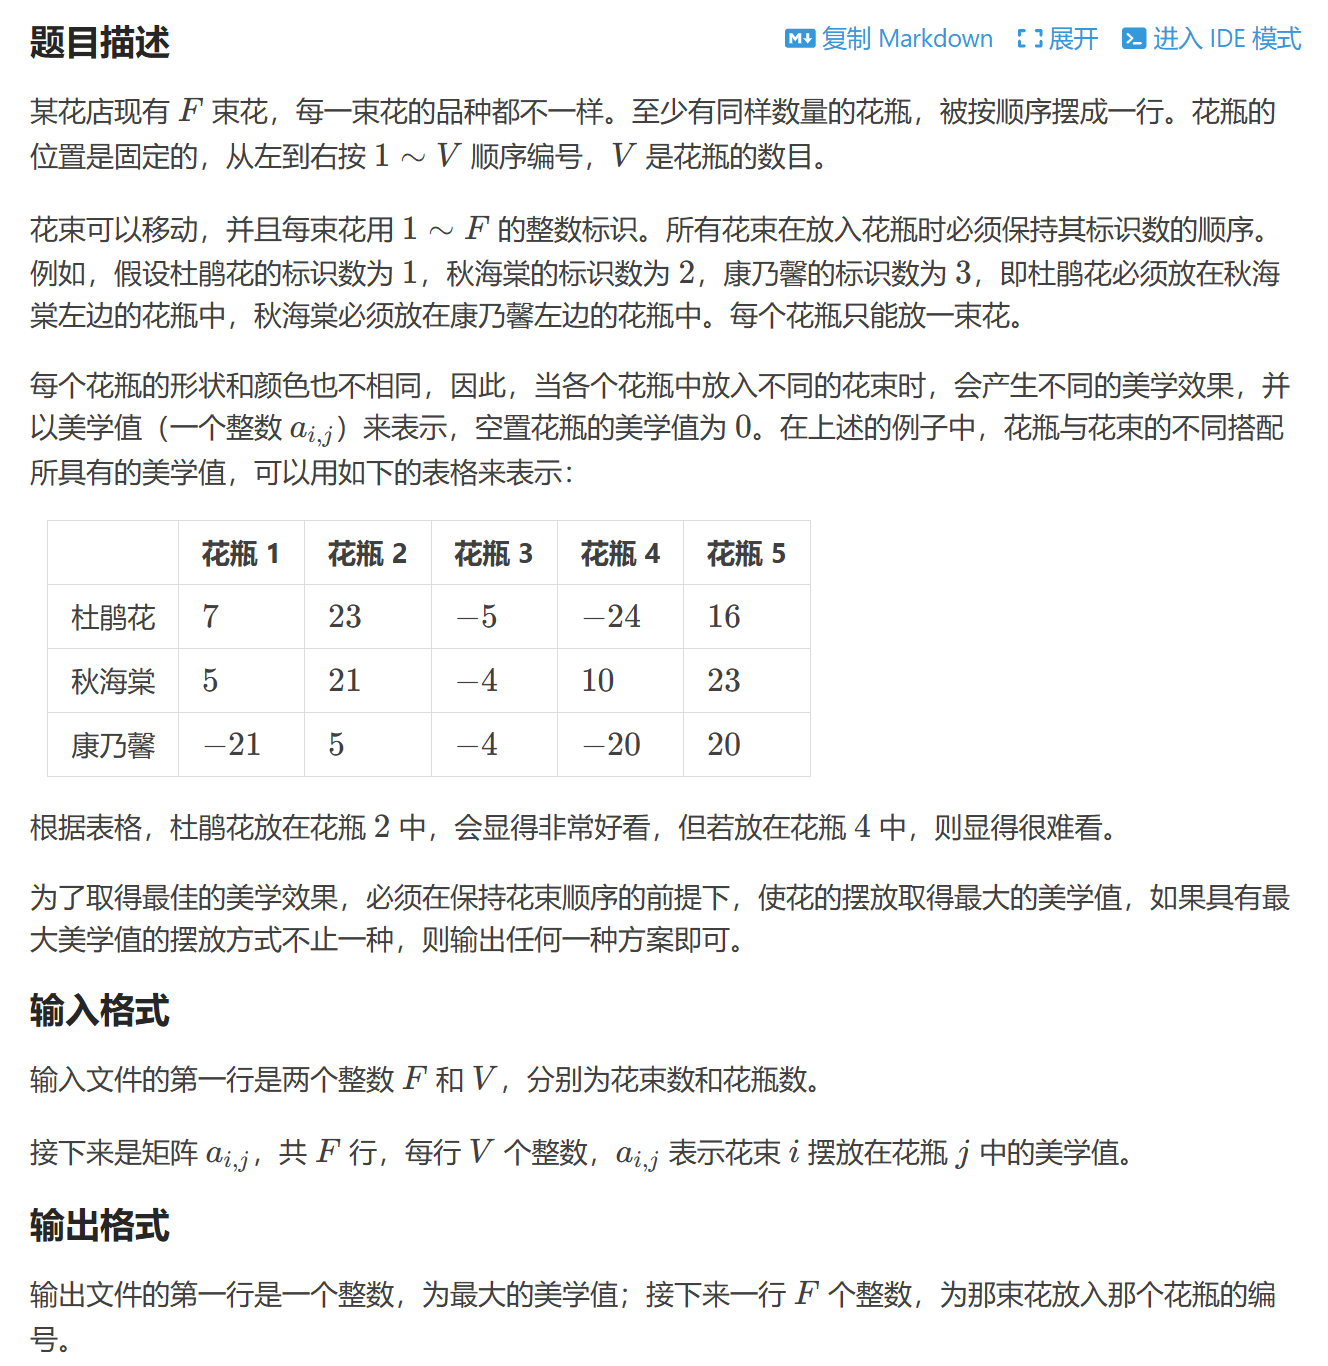 题目描述
复制 Markdown 展开 进入 IDE 模式
某花店现有 F 束花，每一束花的品种都不一样。至少有同样数量的花瓶，被按顺序摆成一行。花瓶的
位置是固定的，从左到右按 1 ∼ V 顺序编号，V 是花瓶的数目。
花束可以移动，并且每束花用 1 ∼ F 的整数标识。所有花束在放入花瓶时必须保持其标识数的顺序。
例如，假设杜鹃花的标识数为 1，秋海棠的标识数为 2，康乃馨的标识数为 3，即杜鹃花必须放在秋海
棠左边的花瓶中，秋海棠必须放在康乃馨左边的花瓶中。每个花瓶只能放一束花。
每个花瓶的形状和颜色也不相同，因此，当各个花瓶中放入不同的花束时，会产生不同的美学效果，并
以美学值（一个整数 a_{i,j}）来表示，空置花瓶的美学值为 0。在上述的例子中，花瓶与花束的不同搭配
所具有的美学值，可以用如下的表格来表示：
花瓶 1 花瓶 2 花瓶 3 花瓶 4 花瓶 5
杜鹃花 7 23 −5 −24 16
秋海棠 5 21 −4 10 23
康乃馨 −21 5 −4 −20 20
根据表格，杜鹃花放在花瓶 2 中，会显得非常好看，但若放在花瓶 4 中，则显得很难看。
为了取得最佳的美学效果，必须在保持花束顺序的前提下，使花的摆放取得最大的美学值，如果具有最
大美学值的摆放方式不止一种，则输出任何一种方案即可。
输入格式
输入文件的第一行是两个整数 F 和 V，分别为花束数和花瓶数。
接下来是矩阵 a_{i,j}，共 F 行，每行 V 个整数，a_{i,j} 表示花束 i 摆放在花瓶 j 中的美学值。
输出格式
输出文件的第一行是一个整数，为最大的美学值；接下来一行 F 个整数，为那束花放入那个花瓶的编
号。